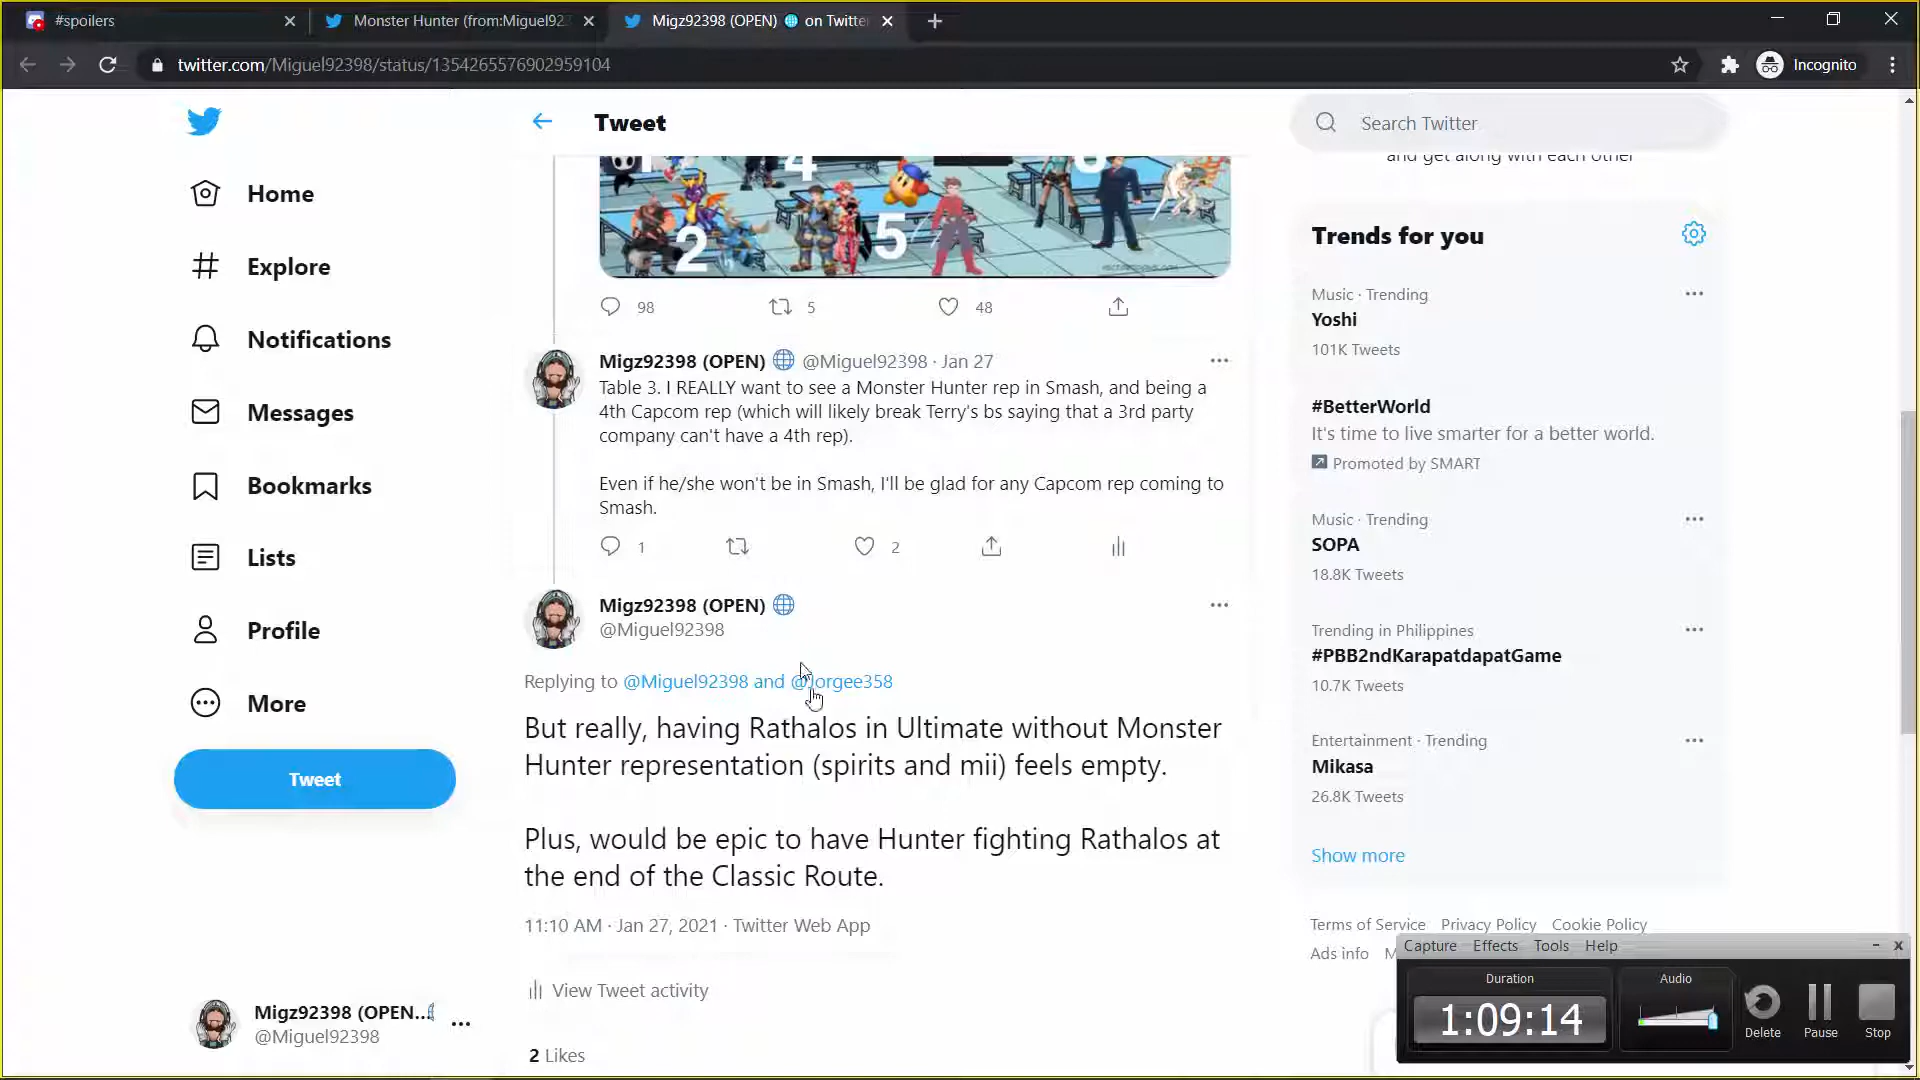 #spoilers
Monster Hunter (from:Miguel92
Migz92398 (OPEN) 🌐 on Twitte
twitter.com/Miguel92398/status/1354265576902959104
Incognito
Tweet
Search Twitter
and get along with each other
Home
Explore
Notifications
Messages
Bookmarks
Lists
Profile
More
Tweet
4
2
5
98
5
48
Migz92398 (OPEN) 🌐 @Miguel92398 · Jan 27
Table 3. I REALLY want to see a Monster Hunter rep in Smash, and being a
4th Capcom rep (which will likely break Terry's bs saying that a 3rd party
company can't have a 4th rep).
Even if he/she won't be in Smash, I'll be glad for any Capcom rep coming to
Smash.
1
2
Migz92398 (OPEN) 🌐
@Miguel92398
Replying to @Miguel92398 and @Jorgee358
But really, having Rathalos in Ultimate without Monster
Hunter representation (spirits and mii) feels empty.
Plus, would be epic to have Hunter fighting Rathalos at
the end of the Classic Route.
11:10 AM · Jan 27, 2021 · Twitter Web App
View Tweet activity
2 Likes
Trends for you
Music · Trending
Yoshi
101K Tweets
#BetterWorld
It's time to live smarter for a better world.
Promoted by SMART
Music · Trending
SOPA
18.8K Tweets
Trending in Philippines
#PBB2ndKarapatdapatGame
10.7K Tweets
Entertainment · Trending
Mikasa
26.8K Tweets
Show more
Terms of Service Privacy Policy Cookie Policy
Ads info M
Migz92398 (OPEN...
@Miguel92398
Capture Effects Tools Help
Duration
1:09:14
Audio
Delete
Pause
Stop